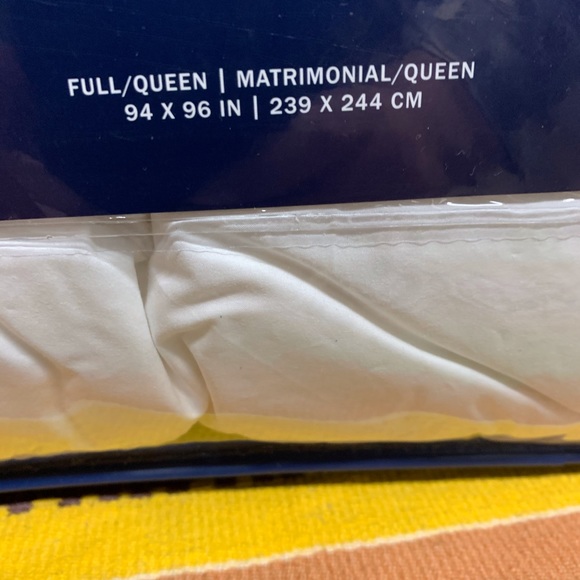 FULL/QUEEN | MATRIMONIAL/QUEEN
94 X 96 IN | 239 X 244 CM